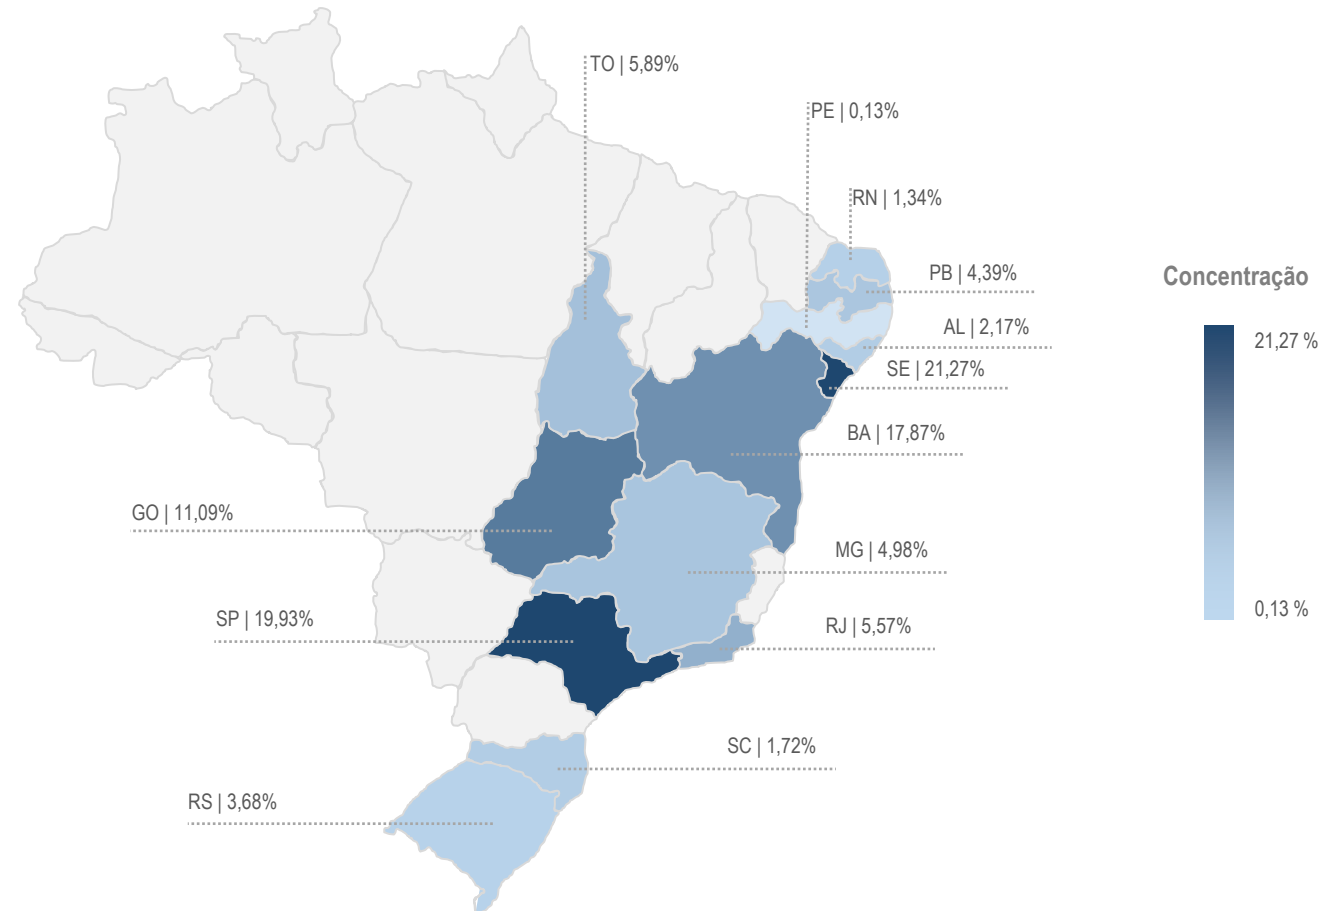 TO | 5,89%
PE | 0,13%
RN | 1,34%
PB | 4,39%
Concentração
AL | 2,17%
21,27 %
SE | 21,27%
BA | 17,87%
GO | 11,09%
MG | 4,98%
0,13 %
SP | 19,93%
RJ | 5,57%
SC | 1,72%
RS | 3,68%